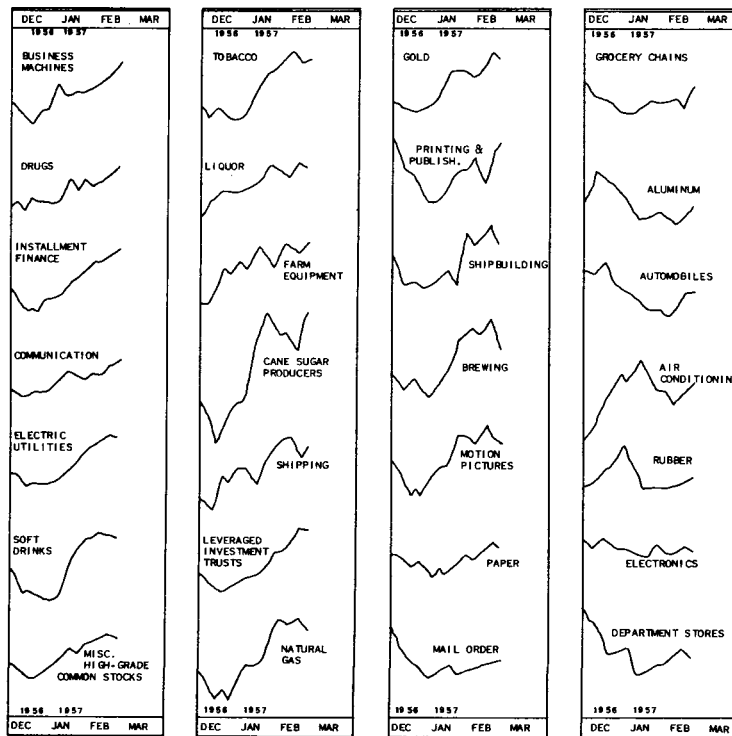 DEC JAN FEB MAR
1956 1957
BUSINESS
MACHINES
DRUGS
INSTALLMENT
FINANCE
COMMUNICATION
ELECTRIC
UTILITIES
SOFT
DRINKS
MISC.
HIGH-GRADE
COMMON STOCKS
1956 1957
DEC JAN FEB MAR
DEC JAN FEB MAR
1956 1957
TOBACCO
LIQUOR
FARM
EQUIPMENT
CANE SUGAR
PRODUCERS
SHIPPING
LEVERAGED
INVESTMENT
TRUSTS
NATURAL
GAS
1956 1957
DEC JAN FEB MAR
DEC JAN FEB MAR
1956 1957
GOLD
PRINTING &
PUBLISH.
SHIPBUILDING
BREWING
MOTION
PICTURES
PAPER
MAIL ORDER
1956 1957
DEC JAN FEB MAR
DEC JAN FEB MAR
1956 1957
GROCERY CHAINS
ALUMINUM
AUTOMOBILES
AIR
CONDITIONIN
RUBBER
ELECTRONICS
DEPARTMENT STORES
1956 1957
DEC JAN FEB MAR